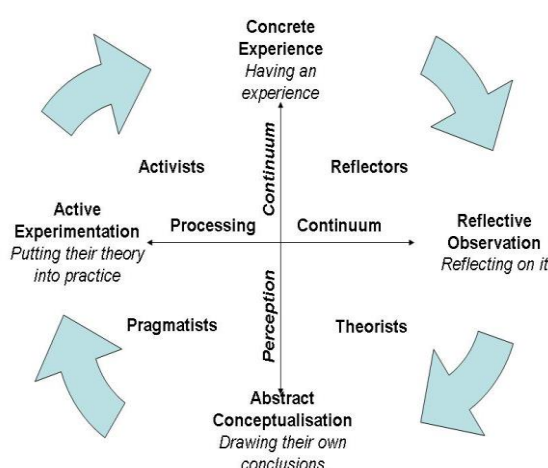 Concrete
Experience
Having an
experience
Continuum
Activists
Reflectors
Active
Experimentation
Putting their theory
into practice
Processing
Continuum
Reflective
Observation
Reflecting on it
Perception
Pragmatists
Theorists
Abstract
Conceptualisation
Drawing their own
conclusions